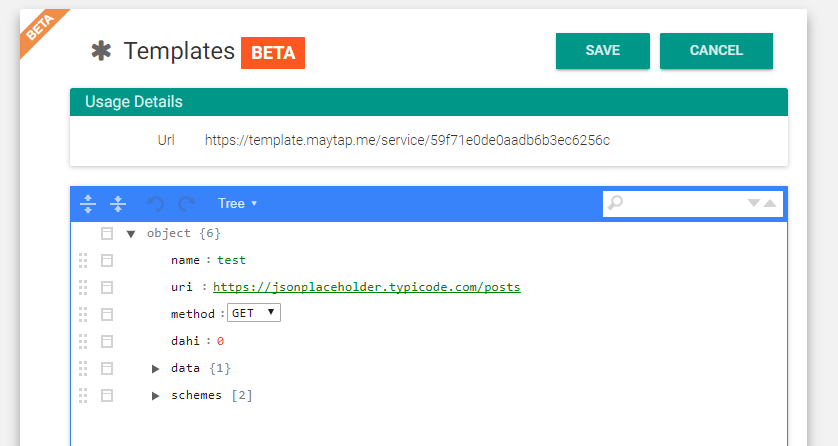 BETA
Templates BETA
SAVE CANCEL
Usage Details
Url https://template.maytap.me/service/59f71e0de0aadb6b3ec6256c
Tree
object {6}
name : test
uri : https://jsonplaceholder.typicode.com/posts
method : GET
dahi : 0
data {1}
schemes [2]